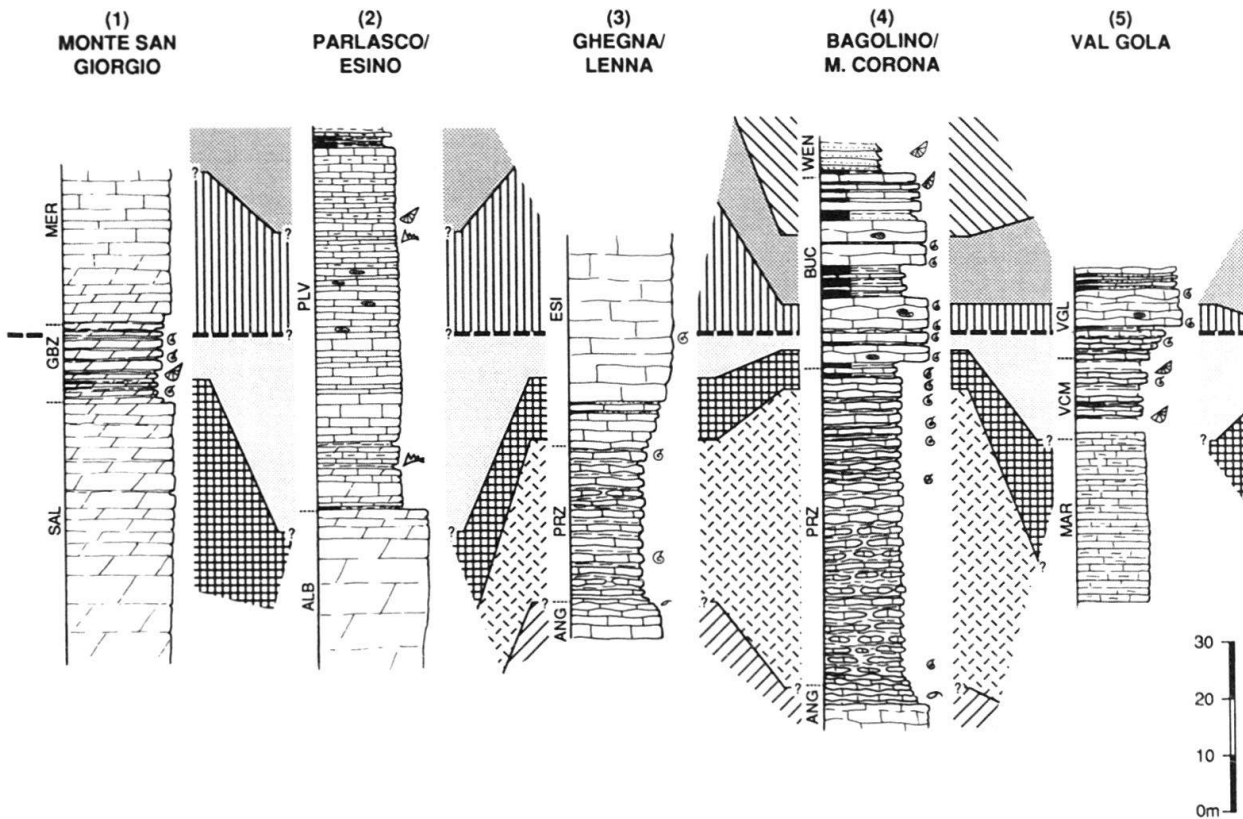 (1)
MONTE SAN
GIORGIO
(2)
PARLASCO/
ESINO
(3)
GHEGNA/
LENNA
(4)
BAGOLINO/
M. CORONA
(5)
VAL GOLA
MER
GBZ
SAL
?
?
?
?
?
PLV
ALB
?
?
?
?
?
ESI
PRZ
ANG
?
?
WEN
BUC
PRZ
ANG
?
?
?
VGL
VCM
MAR
?
30
20
10
0m